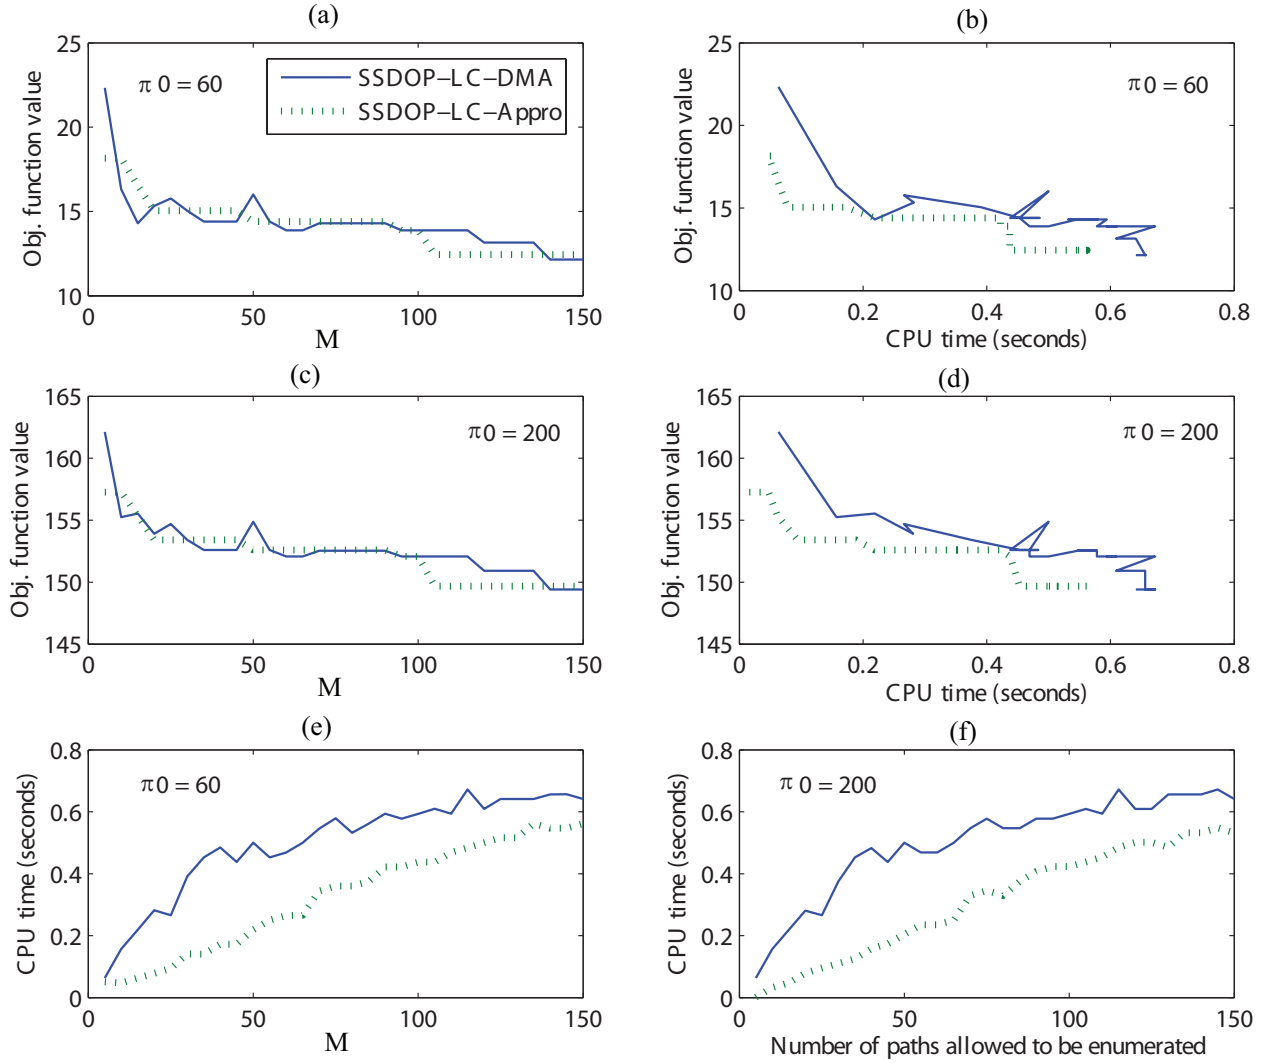 (a)
(b)
25
20
15
10
Obj. function value
π0 = 60
SSDOP-LC-DMA
SSDOP-LC-Appro
0
50
100
150
M
25
20
15
10
Obj. function value
π0 = 60
0
0.2
0.4
0.6
0.8
CPU time (seconds)
(c)
(d)
165
160
155
150
145
Obj. function value
π0 = 200
0
50
100
150
M
165
160
155
150
145
Obj. function value
π0 = 200
0
0.2
0.4
0.6
0.8
CPU time (seconds)
(e)
(f)
0.8
0.6
0.4
0.2
0
CPU time (seconds)
π0 = 60
0
50
100
150
M
0.8
0.6
0.4
0.2
0
CPU time (seconds)
π0 = 200
0
50
100
150
Number of paths allowed to be enumerated